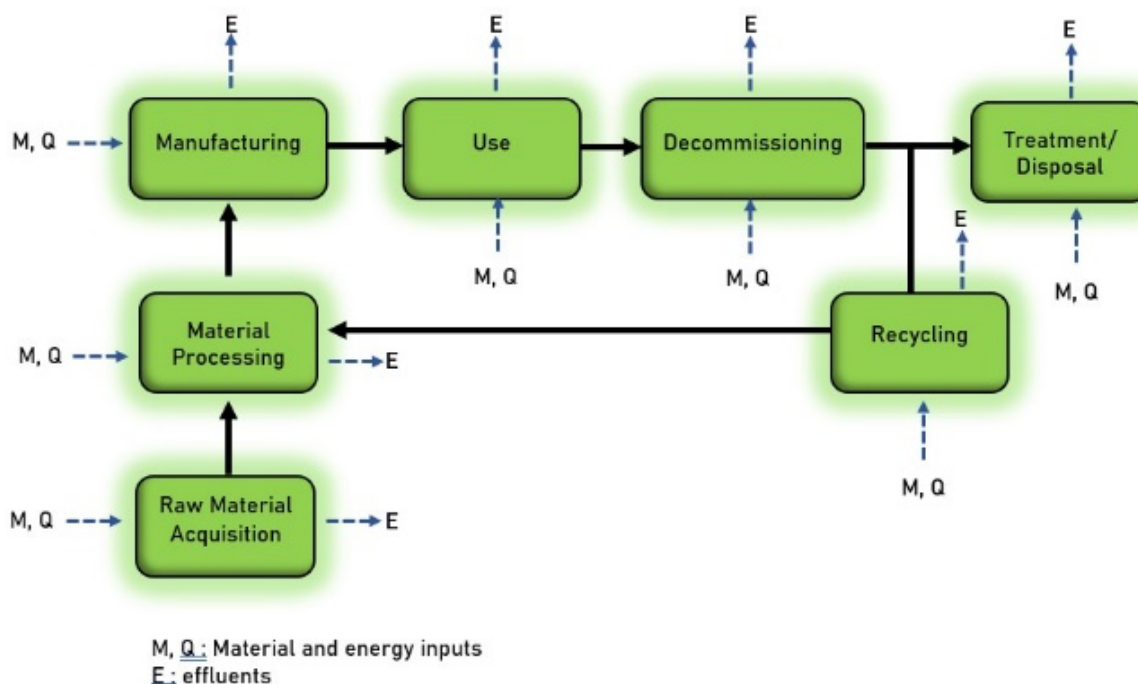 E
E
E
E
M, Q
Manufacturing
Use
Decommissioning
Treatment/
Disposal
E
M, Q
M, Q
M, Q
M, Q
Material
Processing
E
Recycling
M, Q
M, Q
Raw Material
Acquisition
E
M, Q : Material and energy inputs
E : effluents